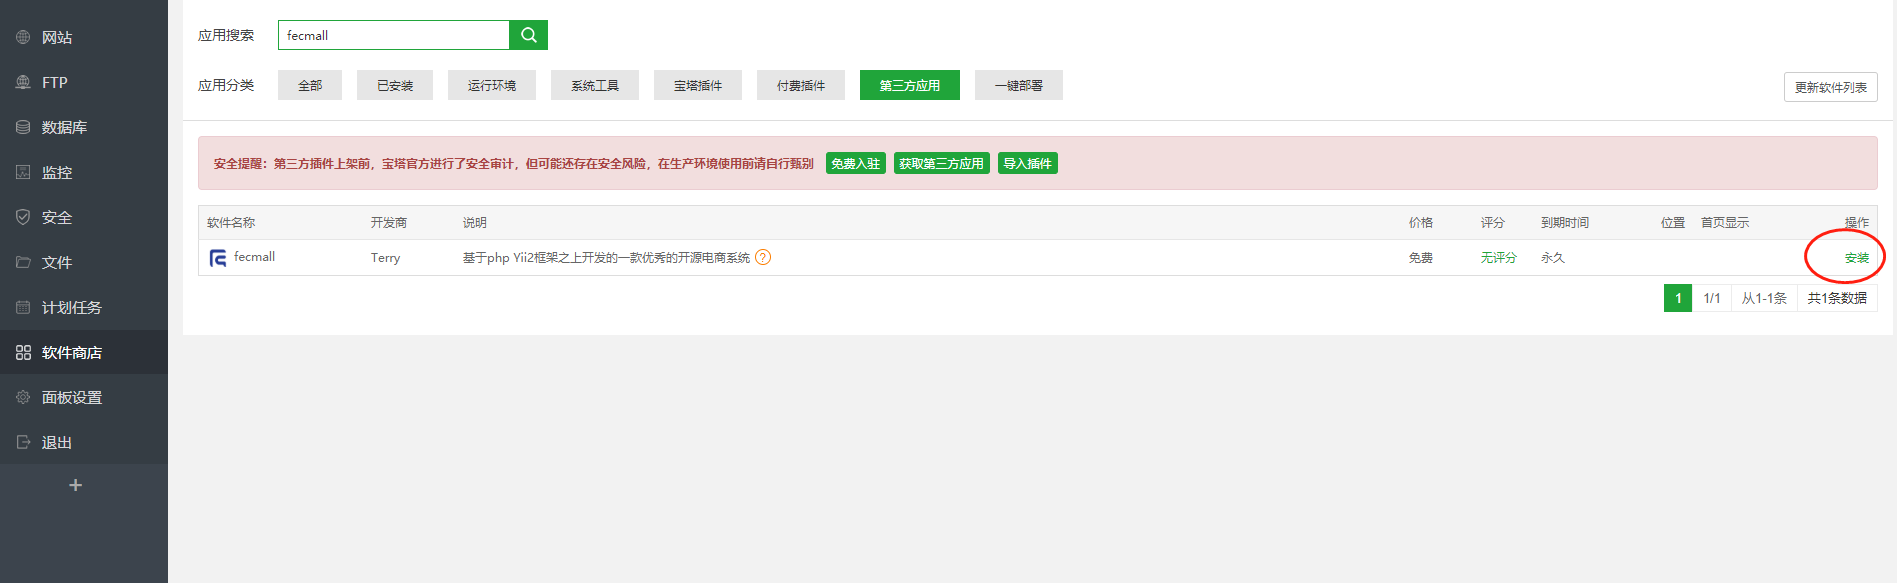 网站
FTP
数据库
监控
安全
文件
计划任务
软件商店
面板设置
退出
+
应用搜索 fecmall
应用分类 全部 已安装 运行环境 系统工具 宝塔插件 付费插件 第三方应用 一键部署
更新软件列表
安全提醒：第三方插件上架前，宝塔官方进行了安全审计，但可能还存在安全风险，在生产环境使用前请自行甄别 免费入驻 获取第三方应用 导入插件
软件名称 开发商 说明 价格 评分 到期时间 位置 首页显示 操作
fecmall Terry 基于php Yii2框架之上开发的一款优秀的开源电商系统 ? 免费 无评分 永久 安装
1 1/1 从1-1条 共1条数据